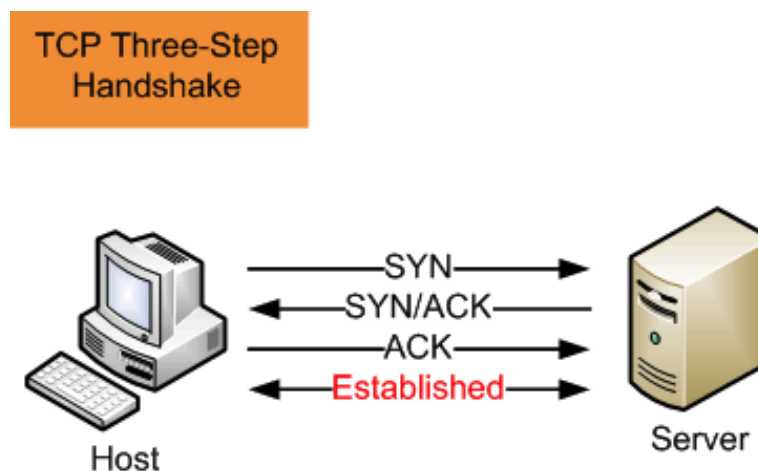 TCP Three-Step
Handshake
SYN
SYN/ACK
ACK
Established
Host
Server